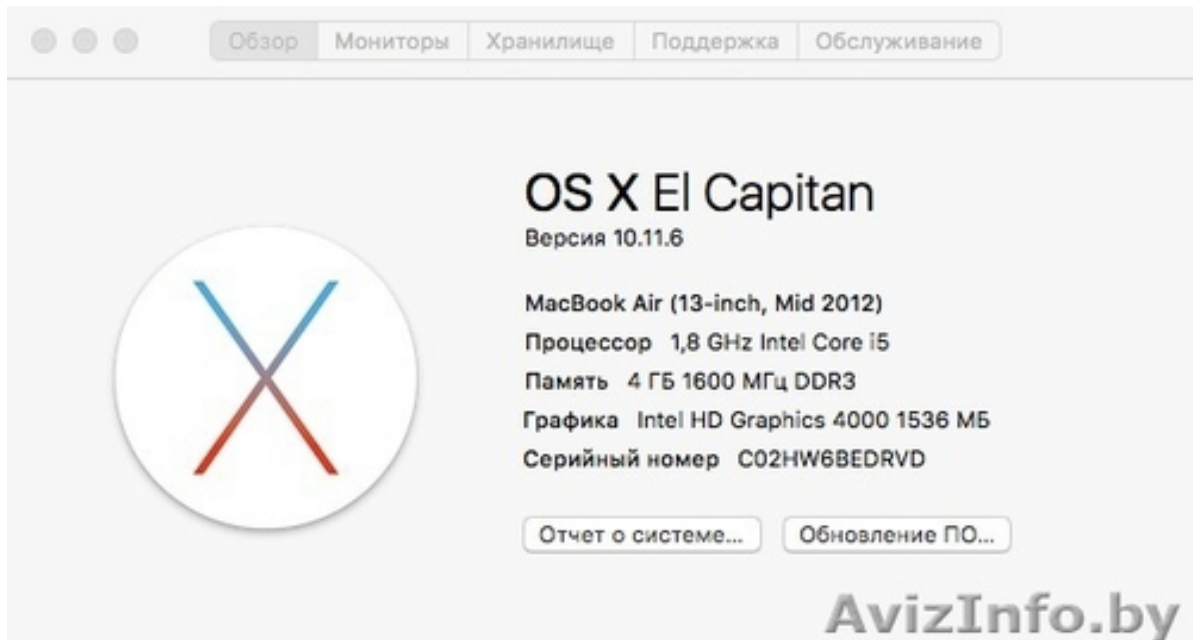 Обзор Мониторы Хранилище Поддержка Обслуживание
OS X El Capitan
Версия 10.11.6
MacBook Air (13-inch, Mid 2012)
Процессор 1,8 GHz Intel Core i5
Память 4 ГБ 1600 МГц DDR3
Графика Intel HD Graphics 4000 1536 МБ
Серийный номер C02HW6BEDRVD
Отчет о системе... Обновление ПО...
AvizInfo.by